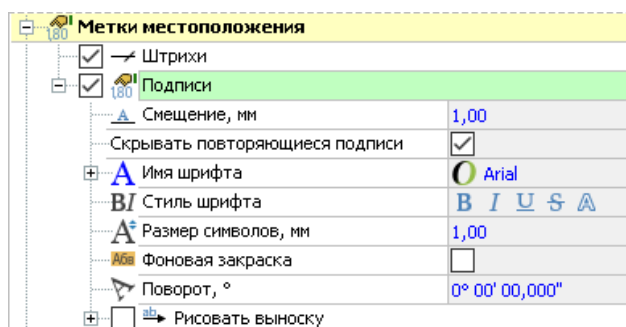 Метки местоположения
Штрихи
Подписи
Смещение, мм 1,00
Скрывать повторяющиеся подписи
Имя шрифта Arial
Стиль шрифта B I U S A
Размер символов, мм 1,00
Фоновая закраска
Поворот, ° 0° 00' 00,000"
Рисовать выноску